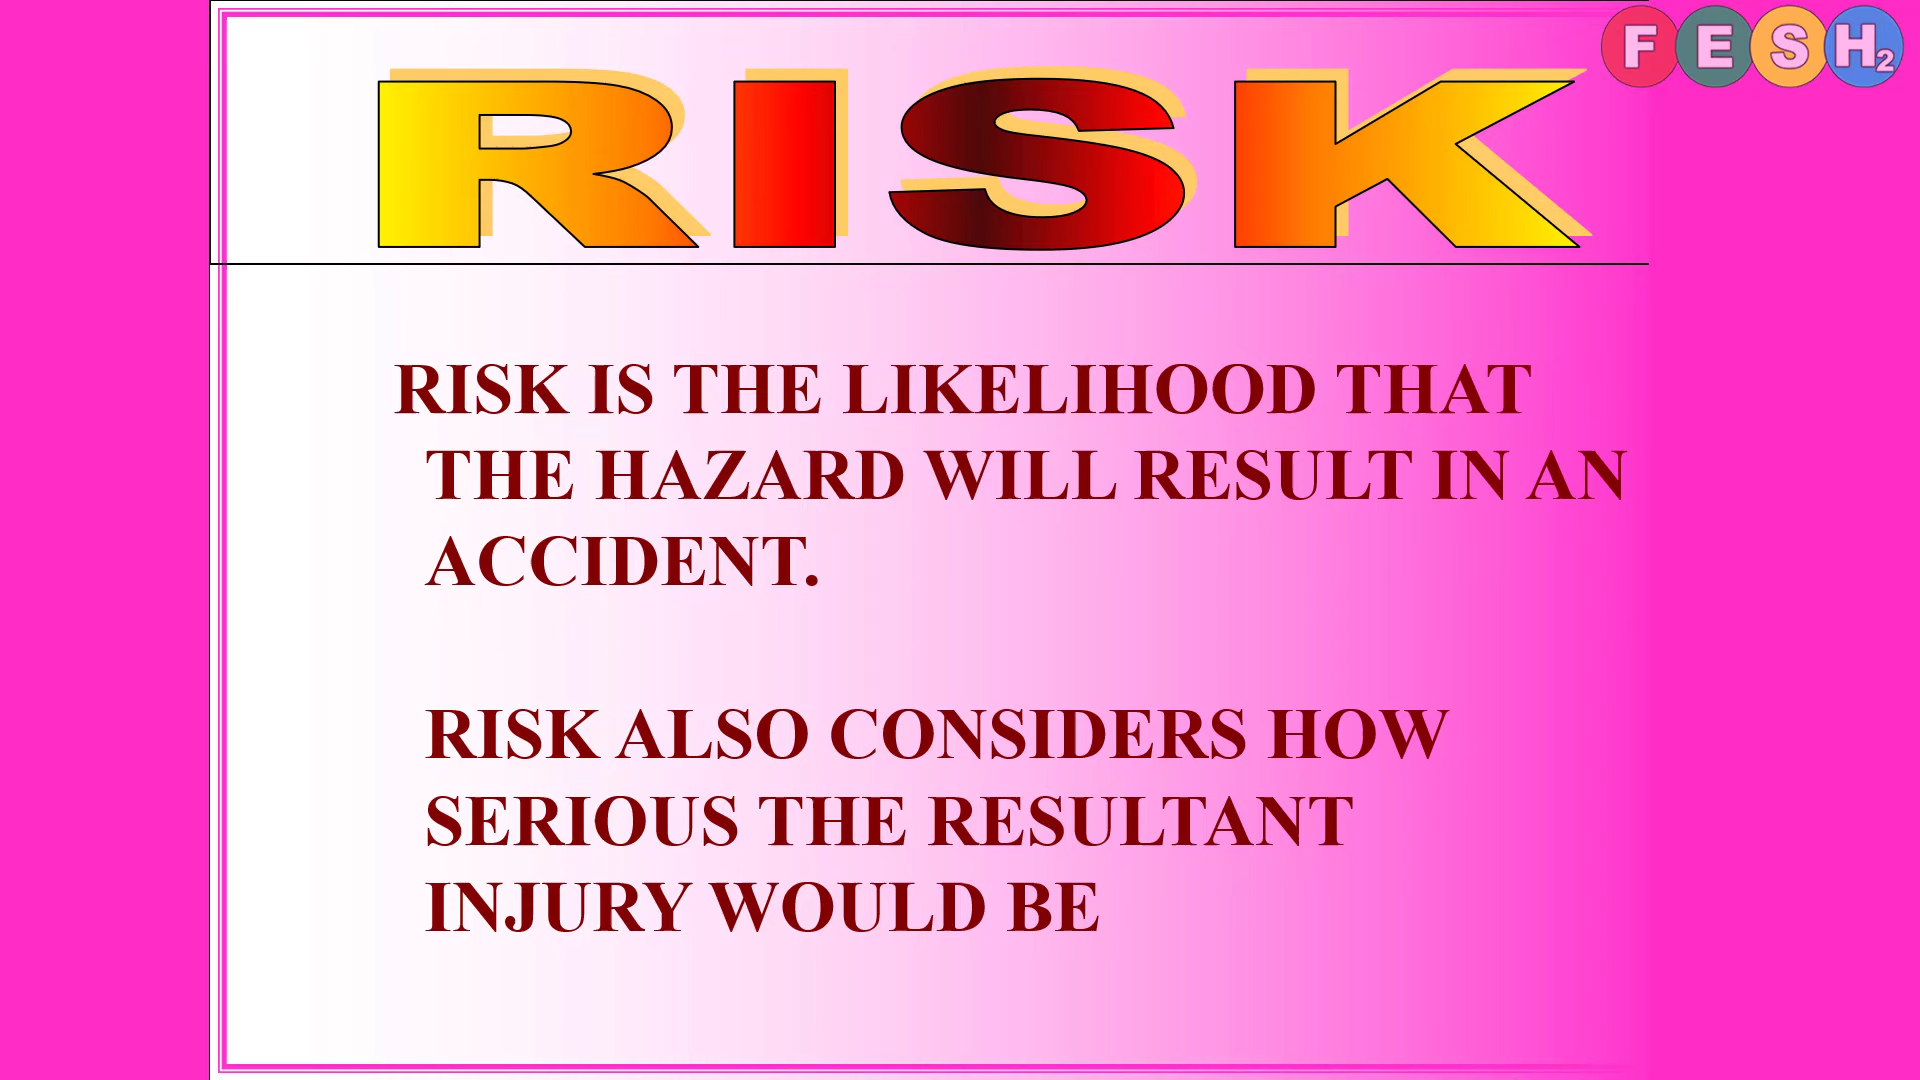 FESH2
RISK
RISK IS THE LIKELIHOOD THAT
THE HAZARD WILL RESULT IN AN
ACCIDENT.
RISK ALSO CONSIDERS HOW
SERIOUS THE RESULTANT
INJURY WOULD BE